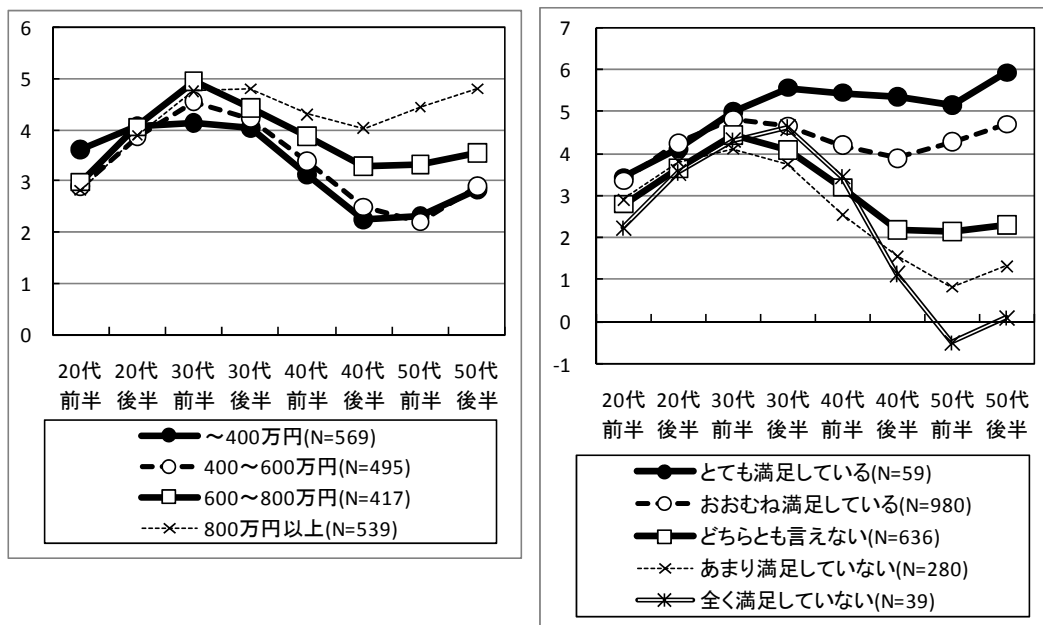 6
5
4
3
2
1
0
20代 20代 30代 30代 40代 40代 50代 50代
前半 後半 前半 後半 前半 後半 前半 後半
～400万円(N=569)
400～600万円(N=495)
600～800万円(N=417)
800万円以上(N=539)
7
6
5
4
3
2
1
0
-1
20代 20代 30代 30代 40代 40代 50代 50代
前半 後半 前半 後半 前半 後半 前半 後半
とても満足している(N=59)
おおむね満足している(N=980)
どちらとも言えない(N=636)
あまり満足していない(N=280)
全く満足していない(N=39)